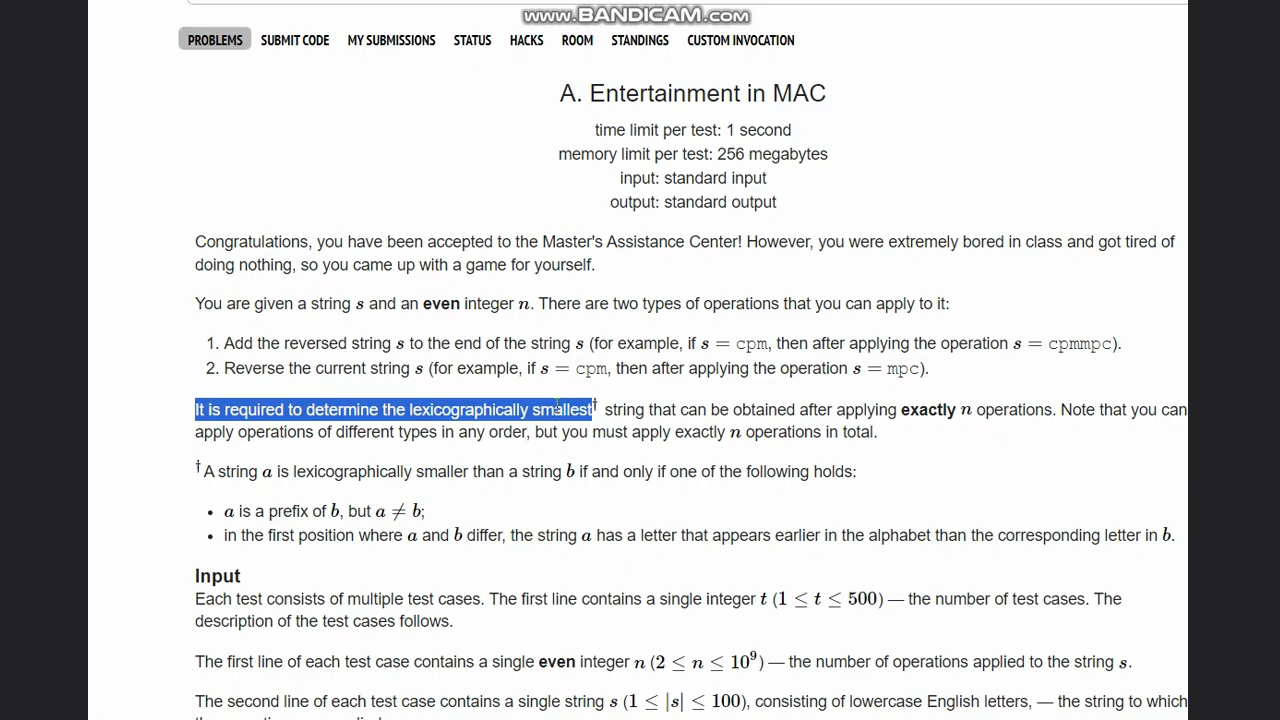 www.BANDICAM.com
PROBLEMS SUBMIT CODE MY SUBMISSIONS STATUS HACKS ROOM STANDINGS CUSTOM INVOCATION
A. Entertainment in MAC
time limit per test: 1 second
memory limit per test: 256 megabytes
input: standard input
output: standard output
Congratulations, you have been accepted to the Master's Assistance Center! However, you were extremely bored in class and got tired of
doing nothing, so you came up with a game for yourself.
You are given a string s and an even integer n. There are two types of operations that you can apply to it:
1. Add the reversed string s to the end of the string s (for example, if s = cpm, then after applying the operation s = cpmmpc).
2. Reverse the current string s (for example, if s = cpm, then after applying the operation s = mpc).
It is required to determine the lexicographically smallest† string that can be obtained after applying exactly n operations. Note that you can
apply operations of different types in any order, but you must apply exactly n operations in total.
†A string a is lexicographically smaller than a string b if and only if one of the following holds:
• a is a prefix of b, but a ≠ b;
• in the first position where a and b differ, the string a has a letter that appears earlier in the alphabet than the corresponding letter in b.
Input
Each test consists of multiple test cases. The first line contains a single integer t (1 ≤ t ≤ 500) — the number of test cases. The
description of the test cases follows.
The first line of each test case contains a single even integer n (2 ≤ n ≤ 10⁹) — the number of operations applied to the string s.
The second line of each test case contains a single string s (1 ≤ |s| ≤ 100), consisting of lowercase English letters, — the string to which